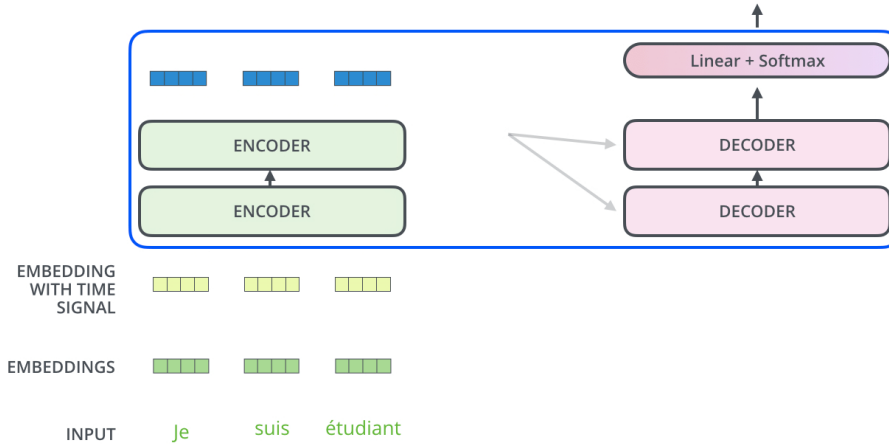 Linear + Softmax
ENCODER
DECODER
ENCODER
DECODER
EMBEDDING
WITH TIME
SIGNAL
EMBEDDINGS
INPUT
Je
suis
étudiant